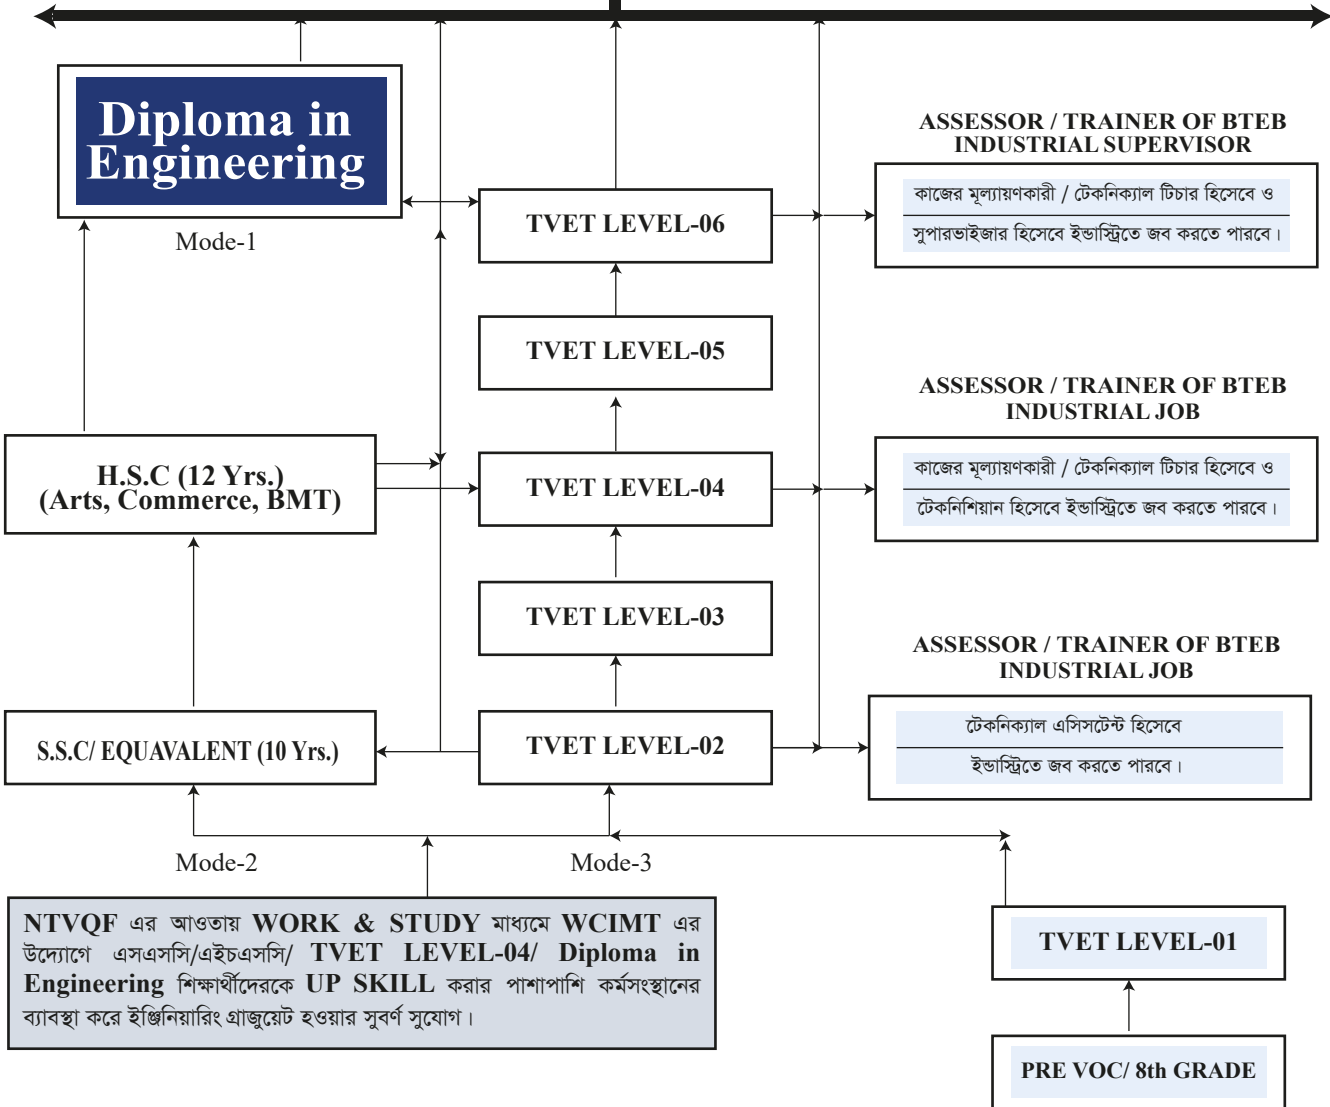 Diploma in
Engineering
Mode-1
TVET LEVEL-06
ASSESSOR / TRAINER OF BTEB
INDUSTRIAL SUPERVISOR
কাজের মূল্যায়ণকারী / টেকনিক্যাল টিচার হিসেবে ও
সুপারভাইজার হিসেবে ইন্ডাস্ট্রিতে জব করতে পারবে।
TVET LEVEL-05
ASSESSOR / TRAINER OF BTEB
INDUSTRIAL JOB
H.S.C (12 Yrs.)
(Arts, Commerce, BMT)
TVET LEVEL-04
কাজের মূল্যায়ণকারী / টেকনিক্যাল টিচার হিসেবে ও
টেকনিশিয়ান হিসেবে ইন্ডাস্ট্রিতে জব করতে পারবে।
TVET LEVEL-03
ASSESSOR / TRAINER OF BTEB
INDUSTRIAL JOB
S.S.C/ EQUAVALENT (10 Yrs.)
TVET LEVEL-02
টেকনিক্যাল এসিসটেন্ট হিসেবে
ইন্ডাস্ট্রিতে জব করতে পারবে।
Mode-2
Mode-3
NTVQF এর আওতায় WORK & STUDY মাধ্যমে WCIMT এর
উদ্যোগে এসএসসি/এইচএসসি/ TVET LEVEL-04/ Diploma in
Engineering শিক্ষার্থীদেরকে UP SKILL করার পাশাপাশি কর্মসংস্থানের
ব্যাবস্থা করে ইঞ্জিনিয়ারিং গ্রাজুয়েট হওয়ার সুবর্ণ সুযোগ।
TVET LEVEL-01
PRE VOC/ 8th GRADE